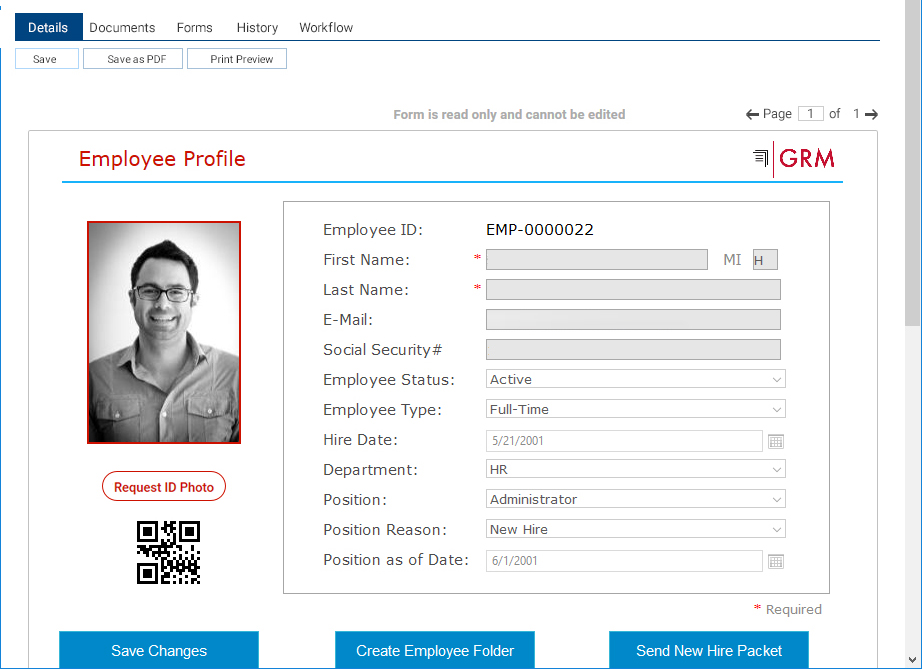 Details Documents Forms History Workflow
Save Save as PDF Print Preview
Form is read only and cannot be edited Page 1 of 1
Employee Profile GRM
Employee ID: EMP-0000022
First Name: * MI H
Last Name: *
E-Mail:
Social Security#
Employee Status: Active
Employee Type: Full-Time
Hire Date: 5/21/2001
Department: HR
Position: Administrator
Position Reason: New Hire
Position as of Date: 6/1/2001
Request ID Photo
* Required
Save Changes Create Employee Folder Send New Hire Packet